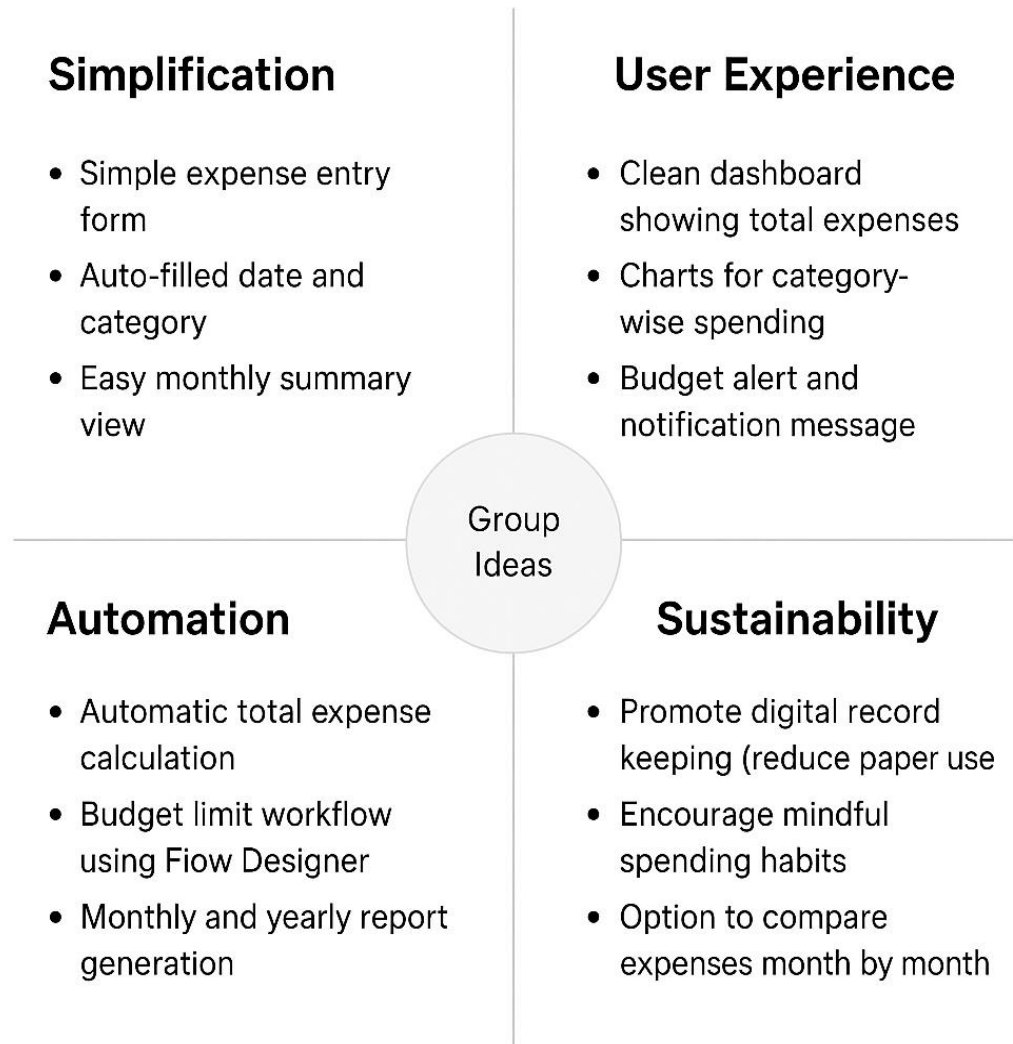 Simplification
• Simple expense entry
form
• Auto-filled date and
category
• Easy monthly summary
view
User Experience
• Clean dashboard
showing total expenses
• Charts for category-
wise spending
• Budget alert and
notification message
Group
Ideas
Automation
• Automatic total expense
calculation
• Budget limit workflow
using Fiow Designer
• Monthly and yearly report
generation
Sustainability
• Promote digital record
keeping (reduce paper use
• Encourage mindful
spending habits
• Option to compare
expenses month by month